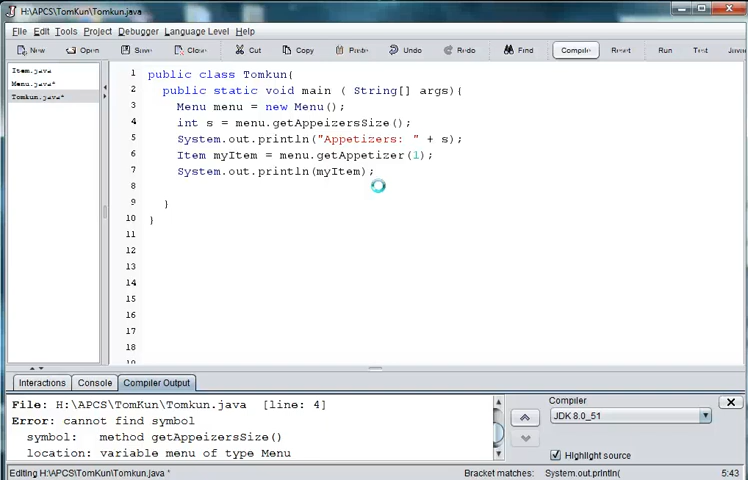 H:\APCS\TomKun\Tomkun.java
File Edit Tools Project Debugger Language Level Help
New Open Save Close Cut Copy Paste Undo Redo Find Compile Reset Run Test
Item.java
Menu.java*
Tomkun.java*
1 public class Tomkun{
2 public static void main ( String[] args){
3 Menu menu = new Menu();
4 int s = menu.getAppeizersSize();
5 System.out.println("Appetizers: " + s);
6 Item myItem = menu.getAppetizer(1);
7 System.out.println(myItem);
8
9 }
10 }
11
12
13
14
15
16
17
18
19
Interactions Console Compiler Output
File: H:\APCS\TomKun\Tomkun.java [line: 4]
Error: cannot find symbol
symbol: method getAppeizersSize()
location: variable menu of type Menu
Compiler
JDK 8.0_51
Highlight source
Editing H:\APCS\TomKun\Tomkun.java * Bracket matches: System.out.println( 5:43